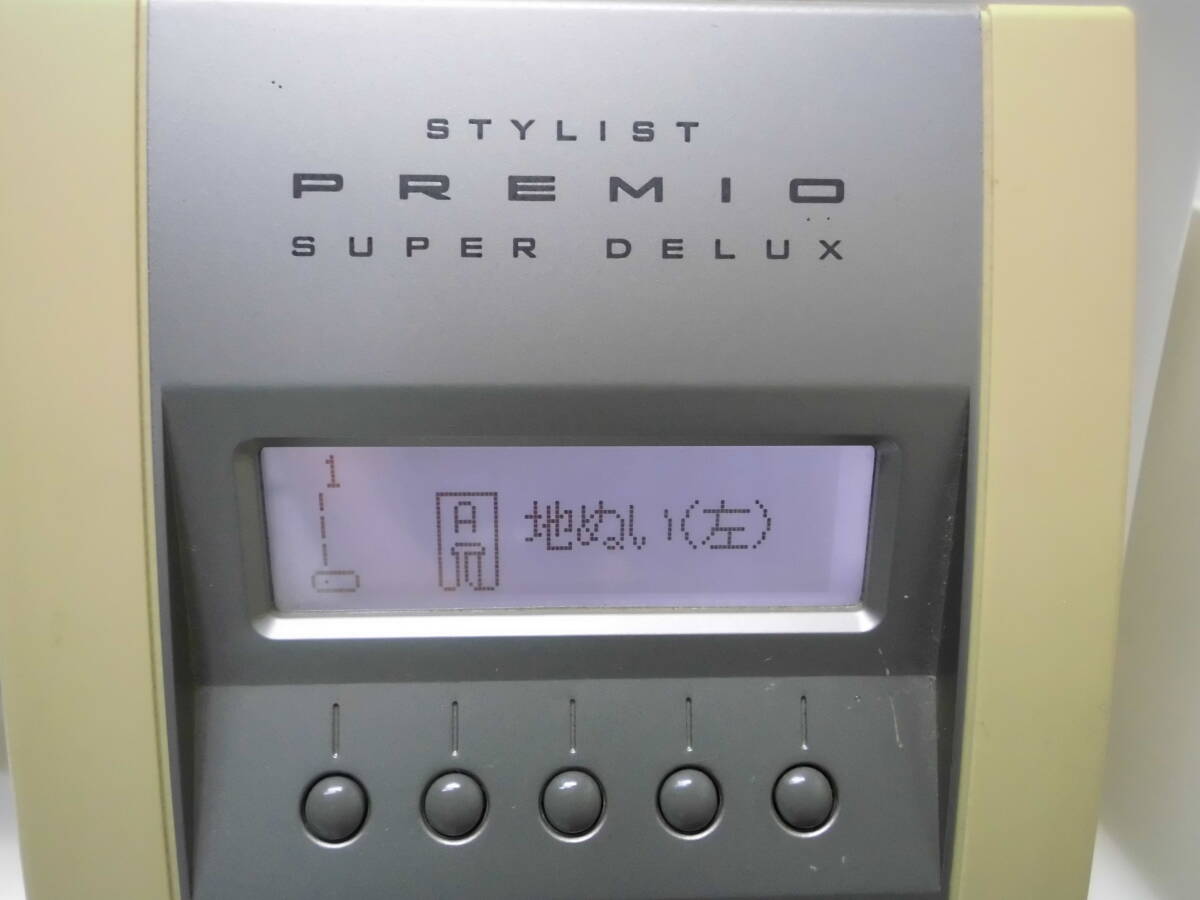 STYLIST
PREMIO
SUPER DELUX
1
A
地ぬい(左)